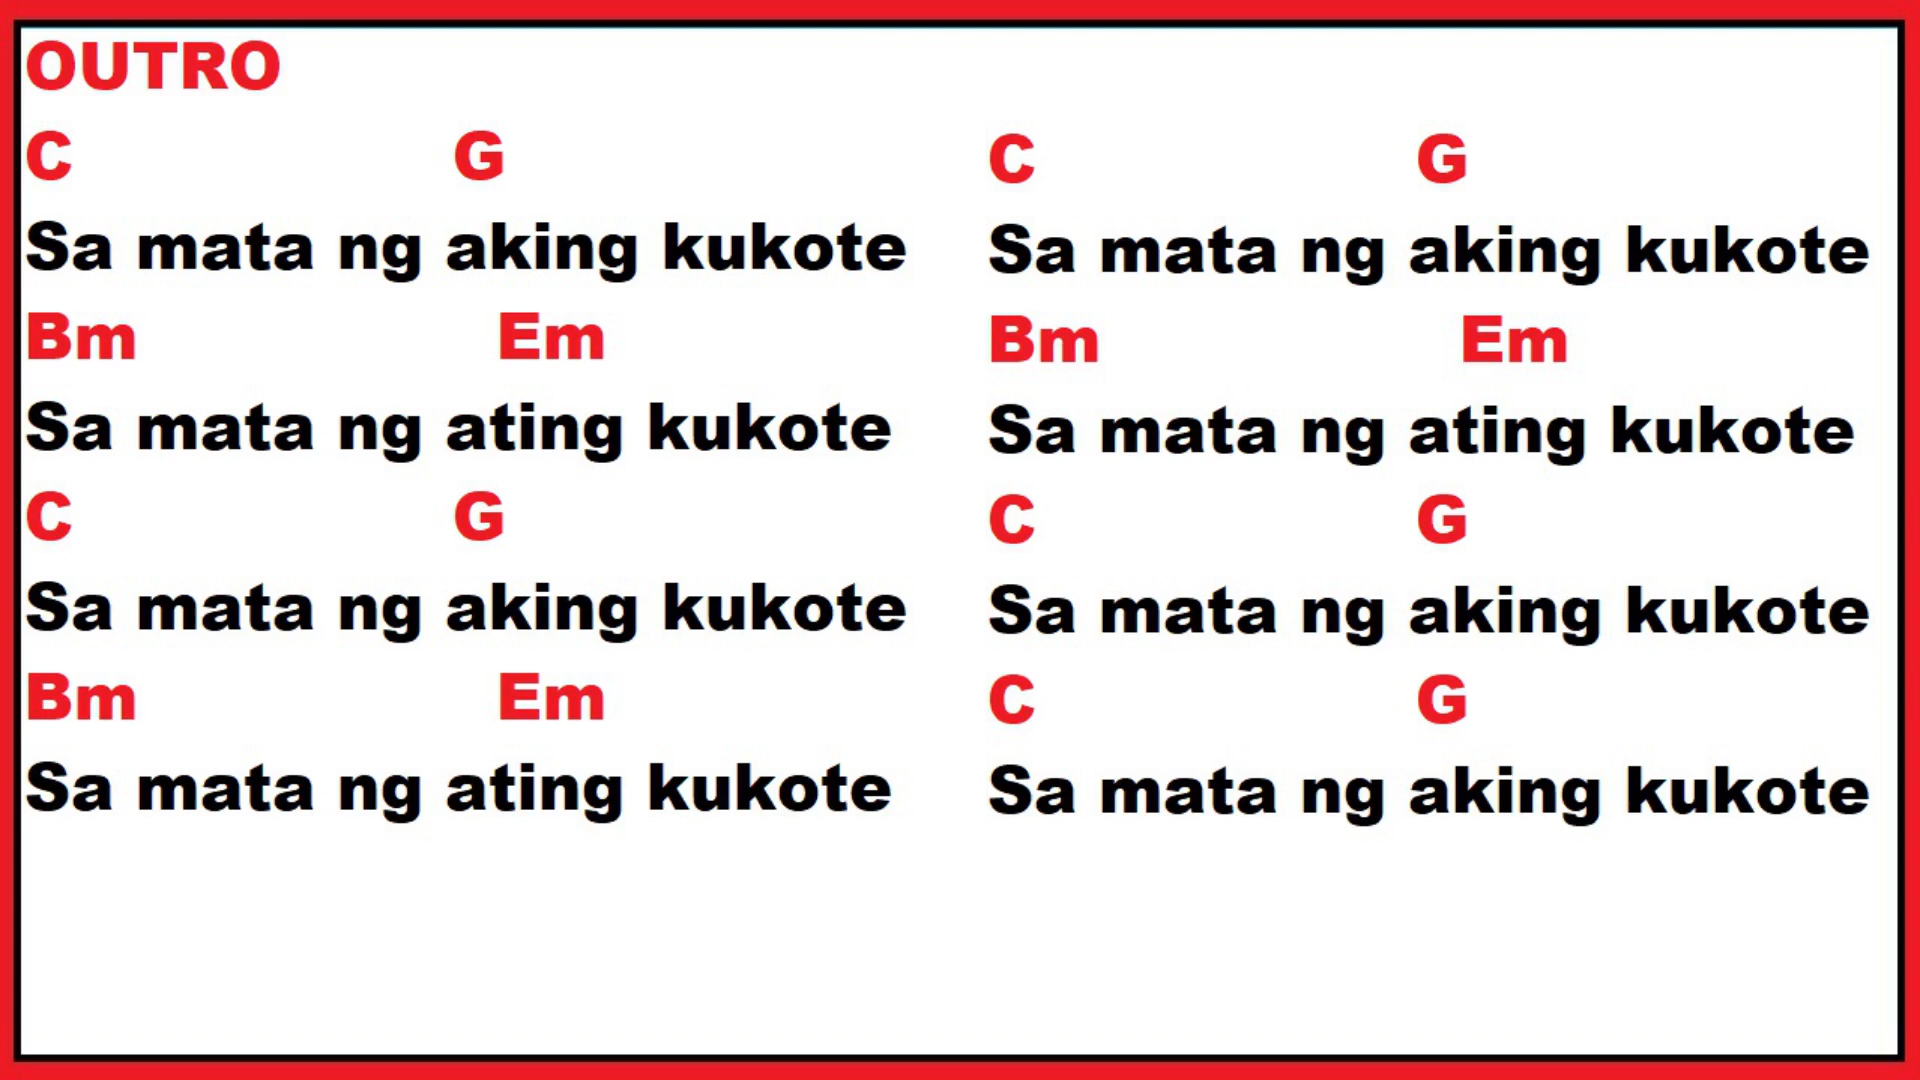 OUTRO
C G
Sa mata ng aking kukote
Bm Em
Sa mata ng ating kukote
C G
Sa mata ng aking kukote
Bm Em
Sa mata ng ating kukote
C G
Sa mata ng aking kukote
Bm Em
Sa mata ng ating kukote
C G
Sa mata ng aking kukote
C G
Sa mata ng aking kukote